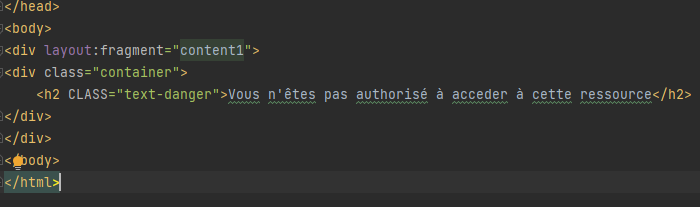 </head>
<body>
<div layout:fragment="content1">
<div class="container">
<h2 CLASS="text-danger">Vous n'êtes pas authorisé à acceder à cette ressource</h2>
</div>
</div>
</body>
</html>